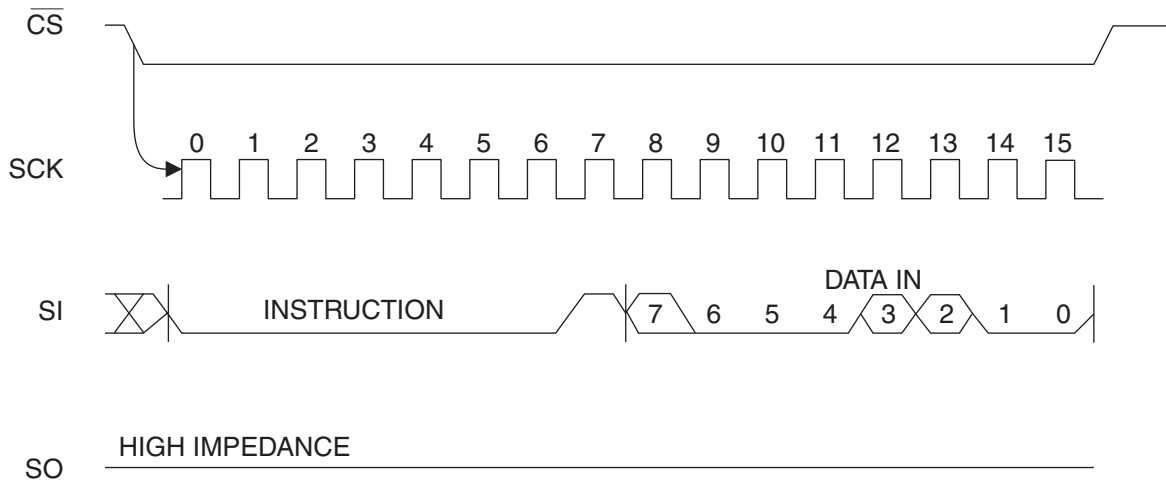 CS
0 1 2 3 4 5 6 7 8 9 10 11 12 13 14 15
SCK
DATA IN
SI INSTRUCTION 7 6 5 4 3 2 1 0
HIGH IMPEDANCE
SO